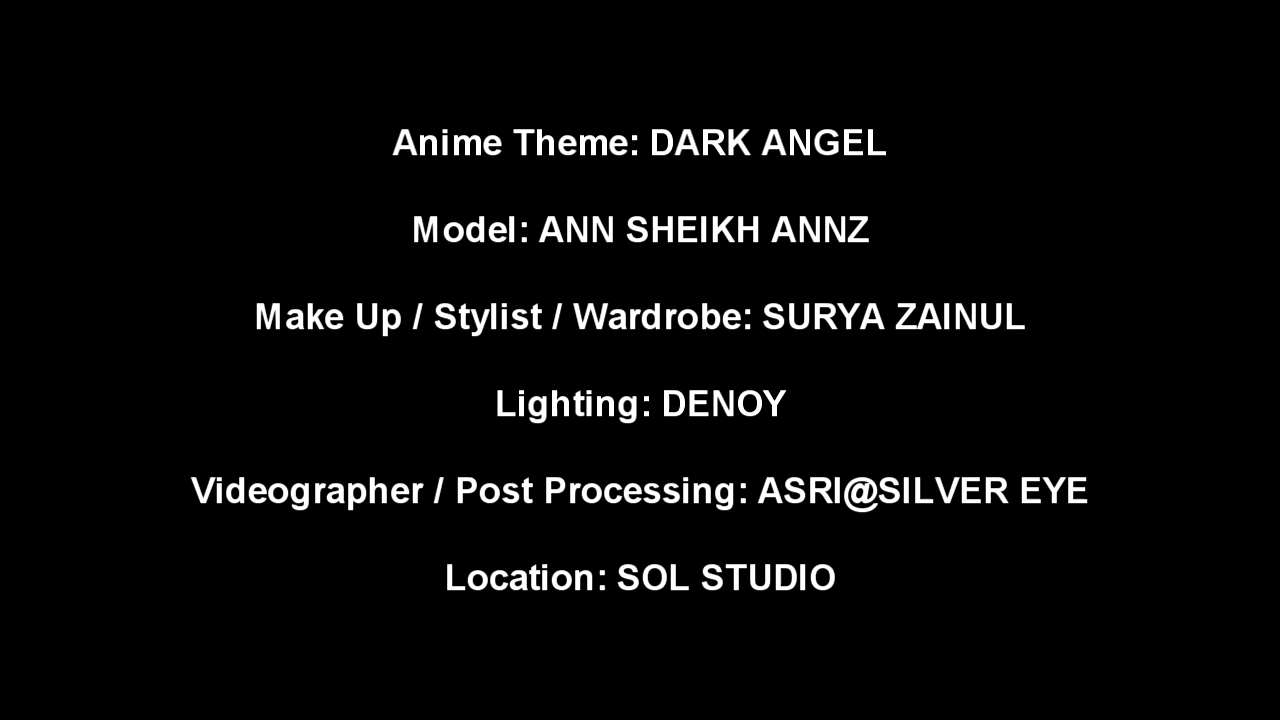 Anime Theme: DARK ANGEL
Model: ANN SHEIKH ANNZ
Make Up / Stylist / Wardrobe: SURYA ZAINUL
Lighting: DENOY
Videographer / Post Processing: ASRI@SILVER EYE
Location: SOL STUDIO